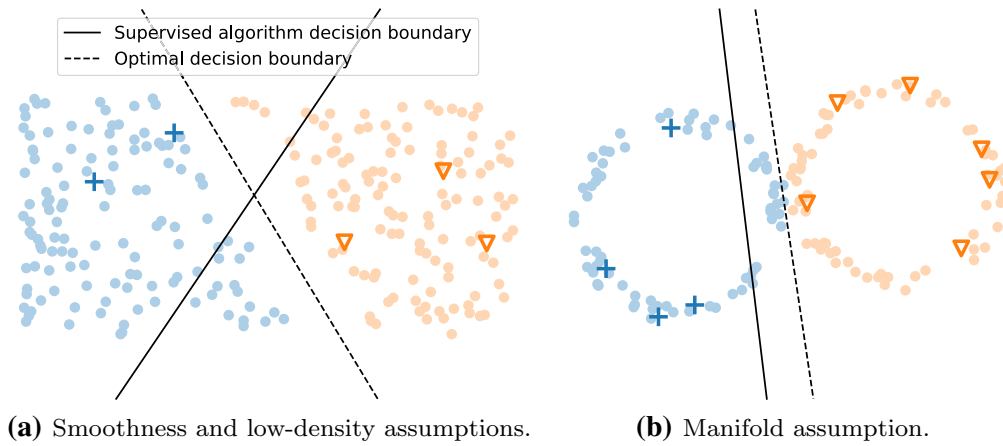 Supervised algorithm decision boundary
Optimal decision boundary
(a) Smoothness and low-density assumptions.
(b) Manifold assumption.